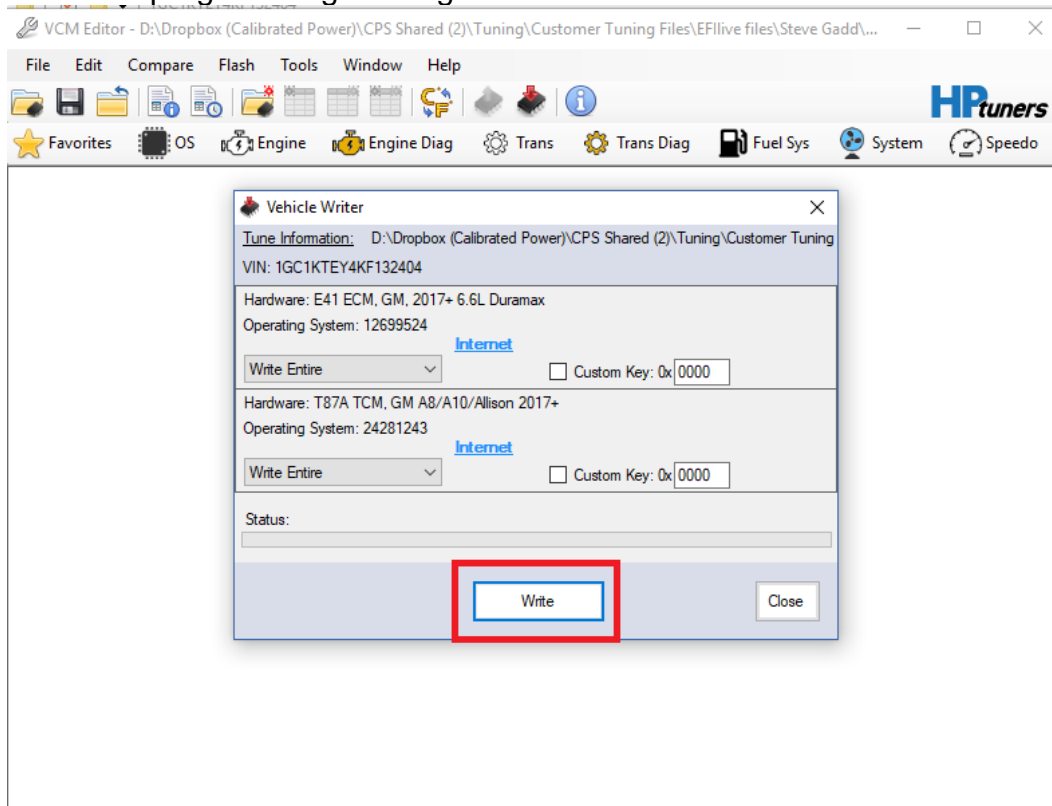 VCM Editor - D:\Dropbox (Calibrated Power)\CPS Shared (2)\Tuning\Customer Tuning Files\EFIlive files\Steve Gadd\...
File Edit Compare Flash Tools Window Help
HPtuners
Favorites OS Engine Engine Diag Trans Trans Diag Fuel Sys System Speedo
Vehicle Writer
Tune Information: D:\Dropbox (Calibrated Power)\CPS Shared (2)\Tuning\Customer Tuning
VIN: 1GC1KTEY4KF132404
Hardware: E41 ECM, GM, 2017+ 6.6L Duramax
Operating System: 12699524
Internet
Write Entire Custom Key: 0x 0000
Hardware: T87A TCM, GM A8/A10/Allison 2017+
Operating System: 24281243
Internet
Write Entire Custom Key: 0x 0000
Status:
Write Close